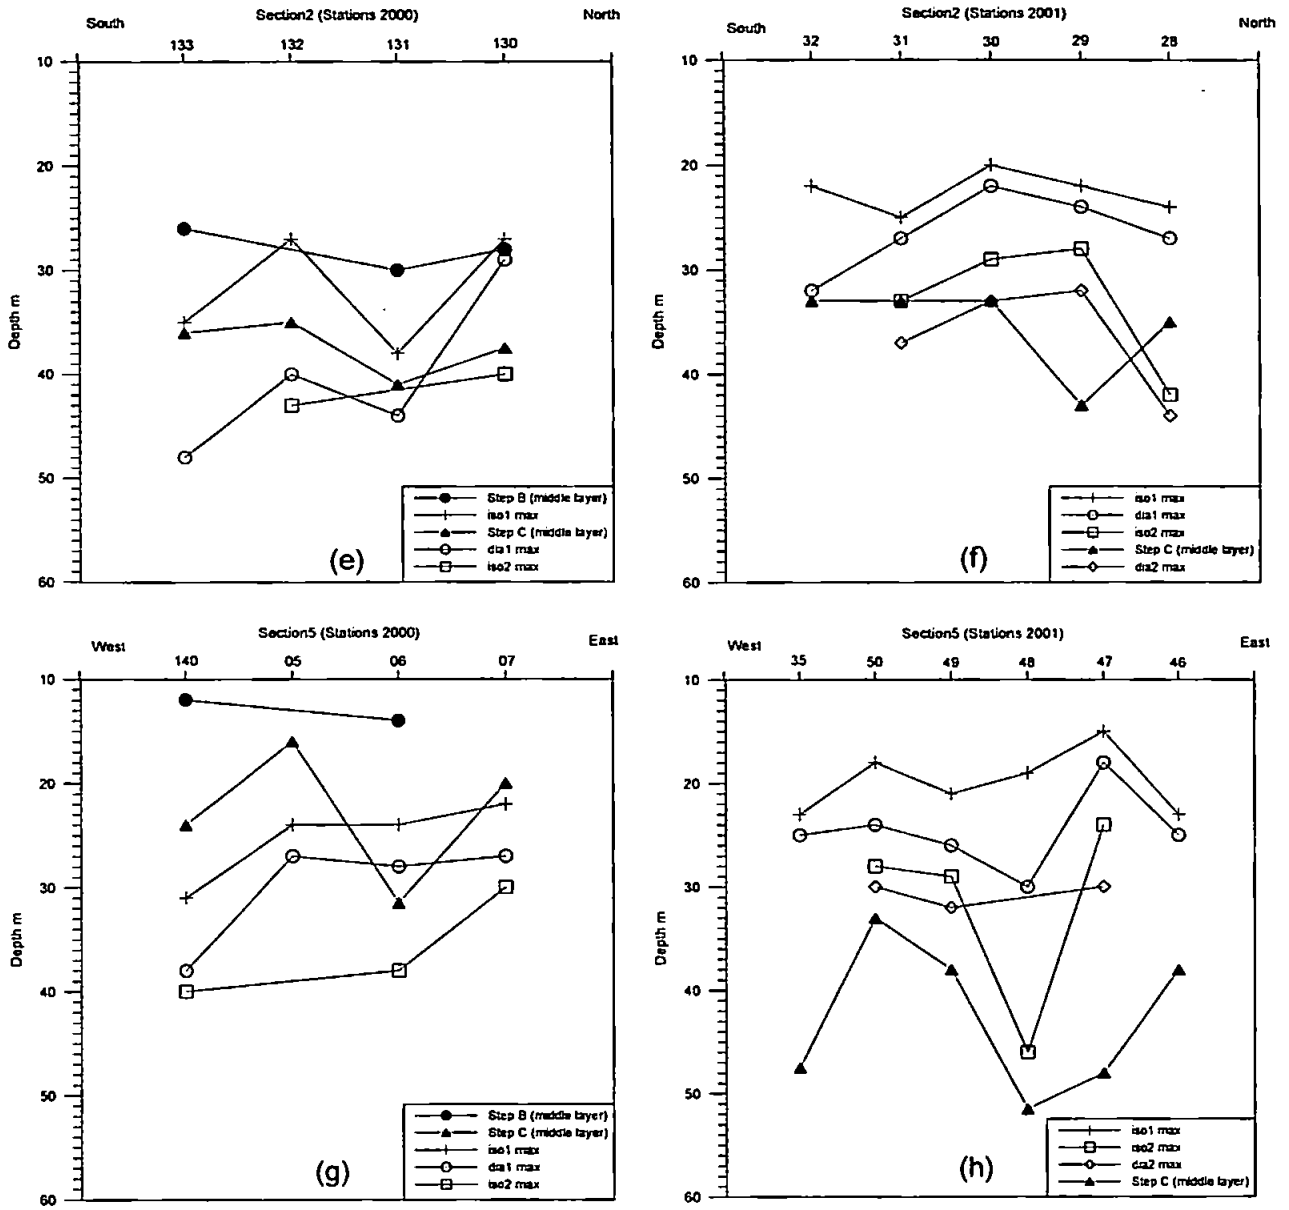 Section2 (Stations 2000)
South
North
133 132 131 130
10
20
30
40
50
60
Depth m
Step B (middle layer)
iso1 max
Step C (middle layer)
dia1 max
iso2 max
(e)
Section2 (Stations 2001)
South
North
32 31 30 29 28
10
20
30
40
50
60
Depth m
iso1 max
dia1 max
iso2 max
Step C (middle layer)
dia2 max
(f)
Section5 (Stations 2000)
West
East
140 05 06 07
10
20
30
40
50
60
Depth m
Step B (middle layer)
Step C (middle layer)
iso1 max
dia1 max
iso2 max
(g)
Section5 (Stations 2001)
West
East
35 50 49 48 47 46
10
20
30
40
50
60
Depth m
iso1 max
iso2 max
dia2 max
Step C (middle layer)
(h)